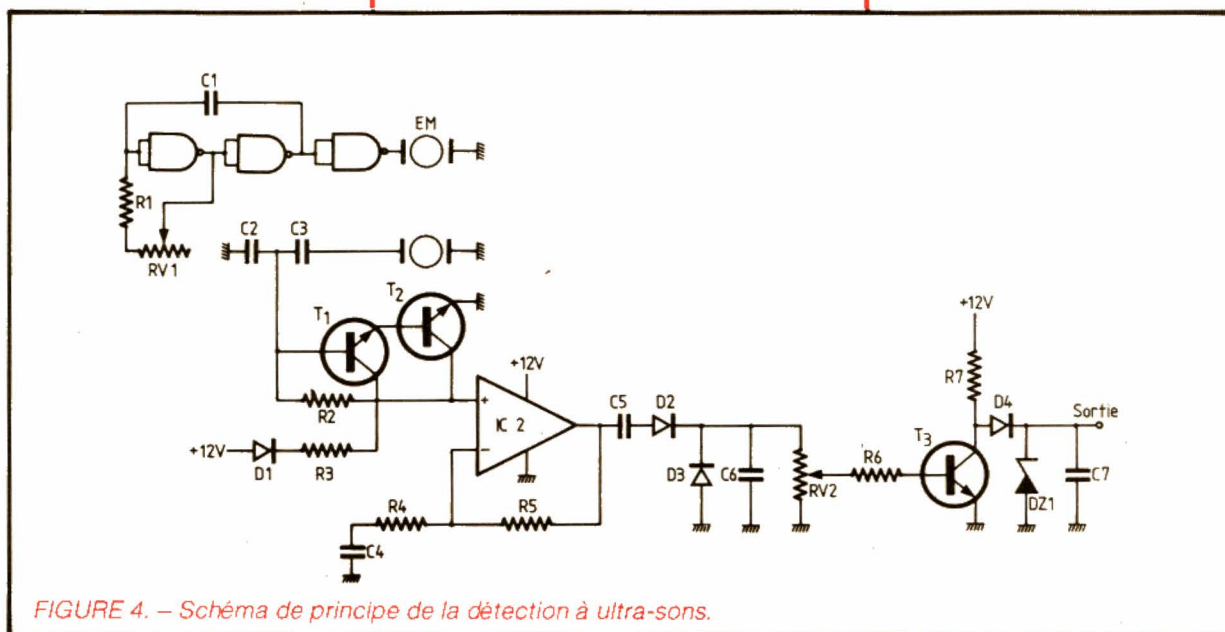 C1
EM
R1
RV1
C2
C3
T1
T2
+12V
R2
+
IC 2
−
+12V
D1
R3
R4
R5
C4
C5
D2
D3
C6
RV2
R6
+12V
R7
T3
D4
Sortie
DZ1
C7
FIGURE 4. – Schéma de principe de la détection à ultra-sons.